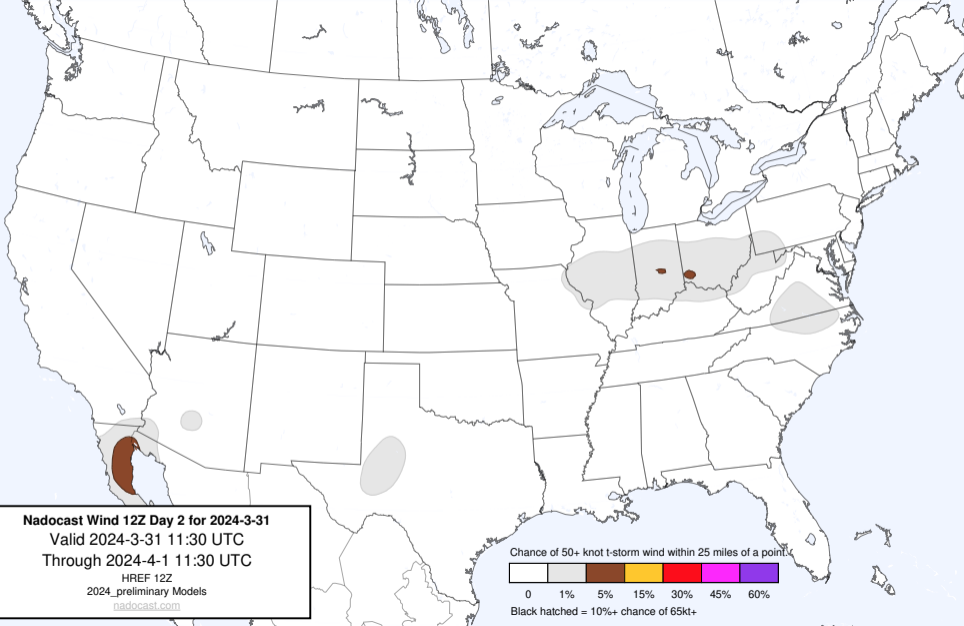 Nadocast Wind 12Z Day 2 for 2024-3-31
Valid 2024-3-31 11:30 UTC
Through 2024-4-1 11:30 UTC
HREF 12Z
2024_preliminary Models
nadocast.com
Chance of 50+ knot t-storm wind within 25 miles of a point.
0 1% 5% 15% 30% 45% 60%
Black hatched = 10%+ chance of 65kt+